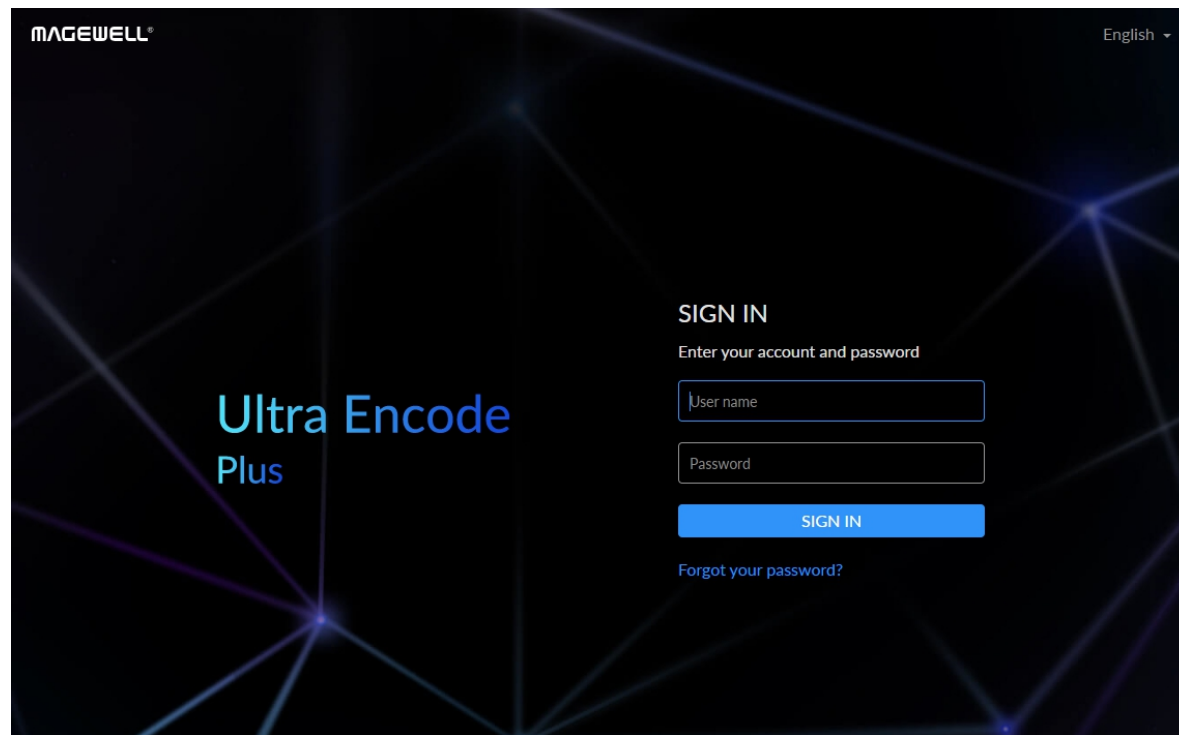 MAGEWELL®
English
SIGN IN
Enter your account and password
User name
Ultra Encode
Plus
Password
SIGN IN
Forgot your password?